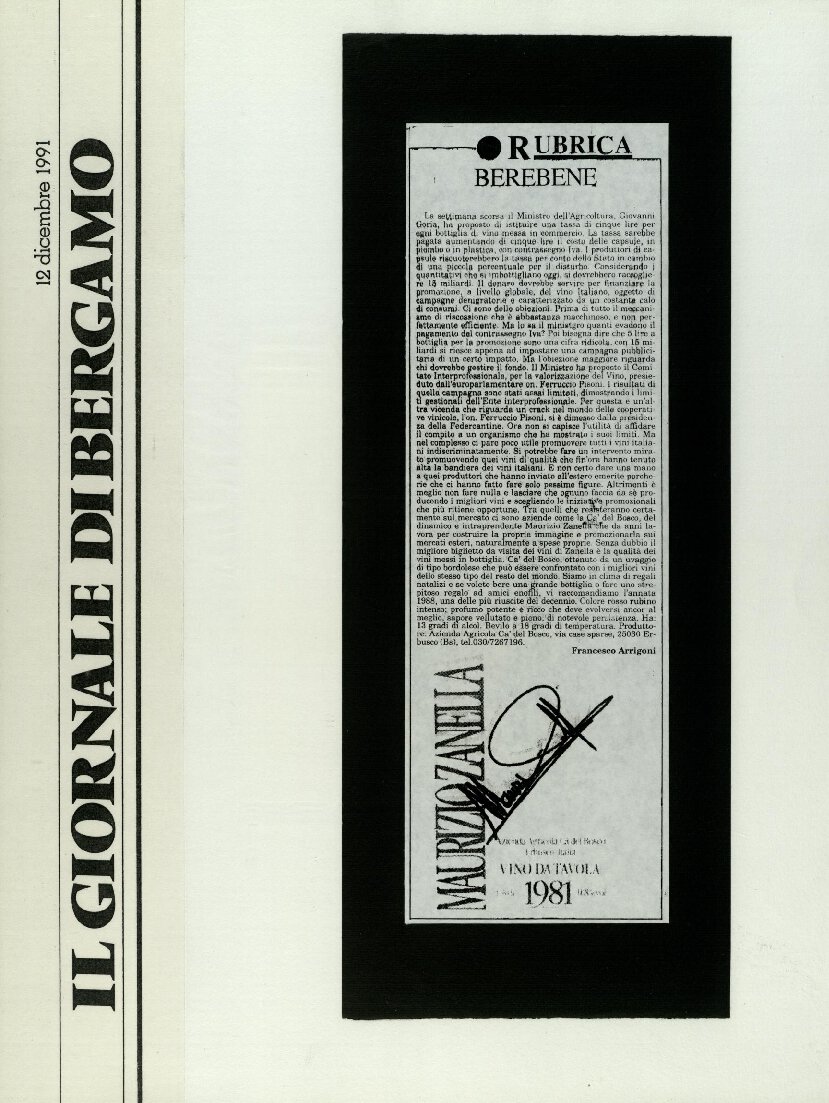 12 dicembre 1991
IL GIORNALE DI BERGAMO
RUBRICA
BEREBENE
La settimana scorsa il Ministro dell'Agricoltura, Giovanni
Goria, ha proposto di istituire una tassa di cinque lire per
ogni bottiglia di vino messa in commercio. La tassa sarebbe
pagata aumentando di cinque lire il costo delle capsule, in
piombo o in plastica, con contrassegno Iva. I produttori di ca-
psule riscuoterebbero la tassa per conto dello Stato in cambio
di una piccola percentuale per il disturbo. Considerando i
quantitativi che si imbottigliano oggi, si dovrebbero raccoglie-
re 15 miliardi. Il denaro dovrebbe servire per finanziare la
promozione, a livello globale, del vino italiano, oggetto di
campagne denigratorie e caratterizzato da un costante calo
di consumi. Ci sono delle obiezioni. Prima di tutto il meccani-
smo di riscossione che è abbastanza macchinoso, e non per-
fettamente efficiente. Ma lo sa il ministro quanti evadono il
pagamento del contrassegno Iva? Poi bisogna dire che 5 lire a
bottiglia per la promozione sono una cifra ridicola, con 15 mi-
liardi si riesce appena ad impostare una campagna pubblici-
taria di un certo impatto. Ma l'obiezione maggiore riguarda
chi dovrebbe gestire il fondo. Il Ministro ha proposto il Comi-
tato Interprofessionale, per la valorizzazione del Vino, presie-
duto dall'europarlamentare on. Ferruccio Pisoni. I risultati di
quella campagna sono stati assai limitati, dimostrando i limi-
ti gestionali dell'Ente interprofessionale. Per questa e un'al-
tra vicenda che riguarda un crack nel mondo delle cooperati-
ve vinicole, l'on. Ferruccio Pisoni, si è dimesso dalla presiden-
za della Federcantine. Ora non si capisce l'utilità di affidare
il compito a un organismo che ha mostrato i suoi limiti. Ma
nel complesso ci pare poco utile promuovere tutti i vini italia-
ni indiscriminatamente. Si potrebbe fare un intervento mira-
to promuovendo quei vini di qualità che fin'ora hanno tenuto
alta la bandiera dei vini italiani. E non certo dare una mano
a quei produttori che hanno inviato all'estero emerite porche-
rie che ci hanno fatto fare solo pessime figure. Altrimenti è
meglio non fare nulla e lasciare che ognuno faccia da sè pro-
ducendo i migliori vini e scegliendo le iniziative promozionali
che più ritiene opportune. Tra quelli che resisteranno certa-
mente sul mercato ci sono aziende come la Ca' del Bosco, del
dinamico e intraprendente Maurizio Zanella che da anni la-
vora per costruire la propria immagine e promozionarla sui
mercati esteri, naturalmente a spese proprie. Senza dubbio il
migliore biglietto da visita dei vini di Zanella è la qualità dei
vini messi in bottiglia. Ca' del Bosco, ottenuto da un uvaggio
di tipo bordolese che può essere confrontato con i migliori vini
dello stesso tipo del resto del mondo. Siamo in clima di regali
natalizi e se volete bere una grande bottiglia o fare uno stre-
pitoso regalo ad amici enofili, vi raccomandiamo l'annata
1988, una delle più riuscite del decennio. Colore rosso rubino
intenso; profumo potente e ricco che deve evolversi ancor al
meglio, sapore vellutato e pieno, di notevole persistenza. Ha:
13 gradi di alcol. Bevilo a 18 gradi di temperatura. Produtto-
re: Azienda Agricola Ca' del Bosco, via case sparse, 25030 Er-
busco (Bs), tel.030/7267196.
Francesco Arrigoni
MAURIZIO ZANELLA
Azienda Agricola Ca' del Bosco
Erbusco Italia
VINO DA TAVOLA
1981